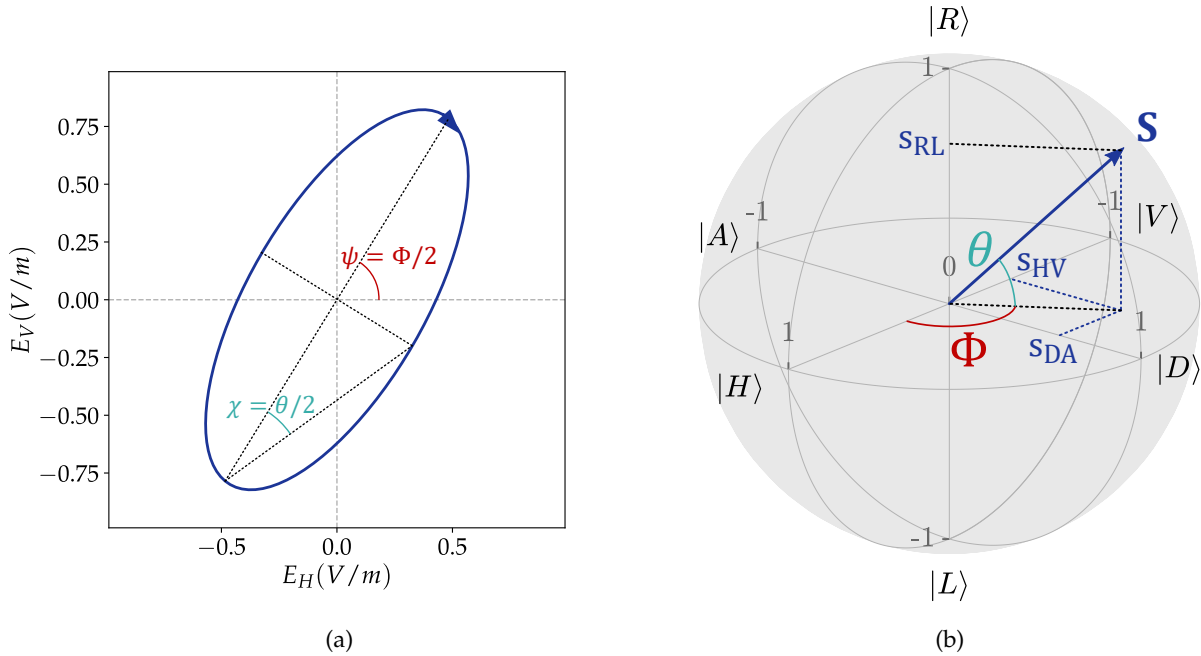 0.75
0.50
0.25
0.00
−0.25
−0.50
−0.75
−0.5
0.0
0.5
E_V(V/m)
E_H(V/m)
ψ = Φ/2
χ = θ/2
(a)
|R⟩
1
S
s_RL
-1
-1
|A⟩
|V⟩
θ
0
s_HV
1
1
Φ
s_DA
|H⟩
|D⟩
-1
|L⟩
(b)